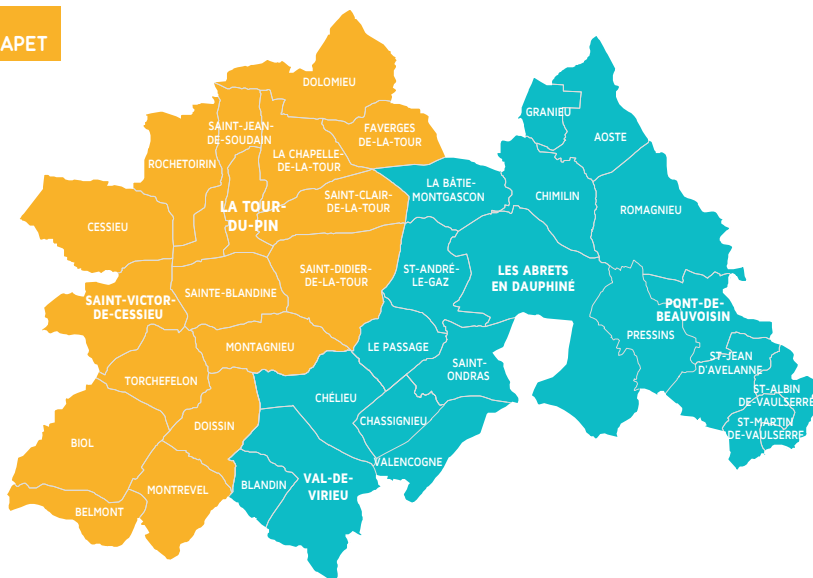 APET
DOLOMIEU
GRANIEU
SAINT-JEAN-
DE-SOUDAIN
FAVERGES
DE-LA-TOUR
AOSTE
ROCHETOIRIN
LA CHAPELLE-
DE-LA-TOUR
LA BÂTIE-
MONTGASCON
CHIMILIN
SAINT-CLAIR-
DE-LA-TOUR
ROMAGNIEU
LA TOUR-
DU-PIN
CESSIEU
SAINT-DIDIER-
DE-LA-TOUR
ST-ANDRÉ-
LE-GAZ
LES ABRETS
EN DAUPHINÉ
SAINT-VICTOR-
DE-CESSIEU
SAINTE-BLANDINE
PONT-DE-
BEAUVOISIN
PRESSINS
MONTAGNIEU
LE PASSAGE
SAINT-
ONDRAS
ST-JEAN
D'AVELANNE
TORCHEFELON
CHÉLIEU
ST-ALBIN
DE-VAULSERRE
DOISSIN
CHASSIGNIEU
ST-MARTIN
DE-VAULSERRE
BIOL
VALENCOGNE
MONTREVEL
BLANDIN
VAL-DE-
VIRIEU
BELMONT